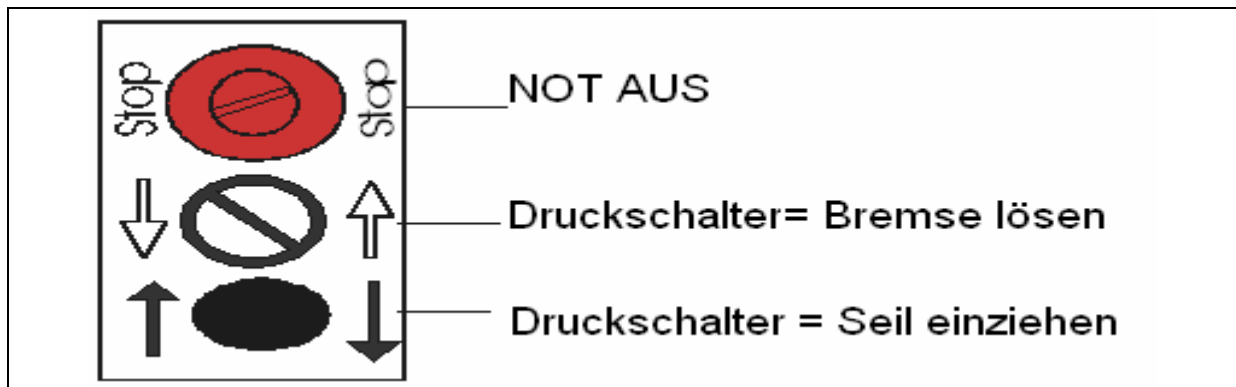 Stop
Stop
NOT AUS
Druckschalter= Bremse lösen
Druckschalter = Seil einziehen